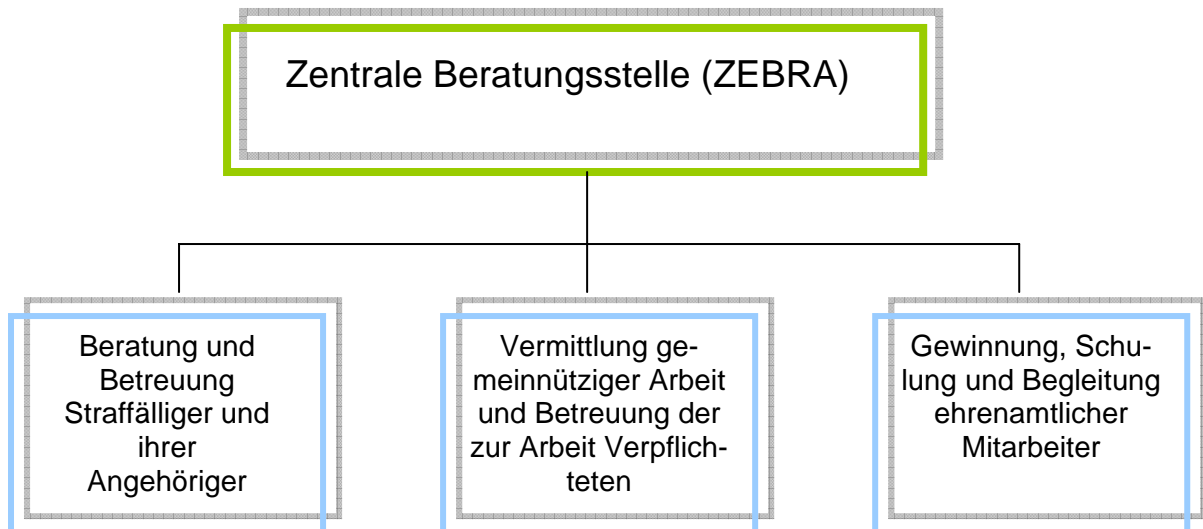 Zentrale Beratungsstelle (ZEBRA)
Beratung und
Betreuung
Straffälliger und
ihrer
Angehöriger
Vermittlung ge-
meinnütziger Arbeit
und Betreuung der
zur Arbeit Verpflich-
teten
Gewinnung, Schu-
lung und Begleitung
ehrenamtlicher
Mitarbeiter